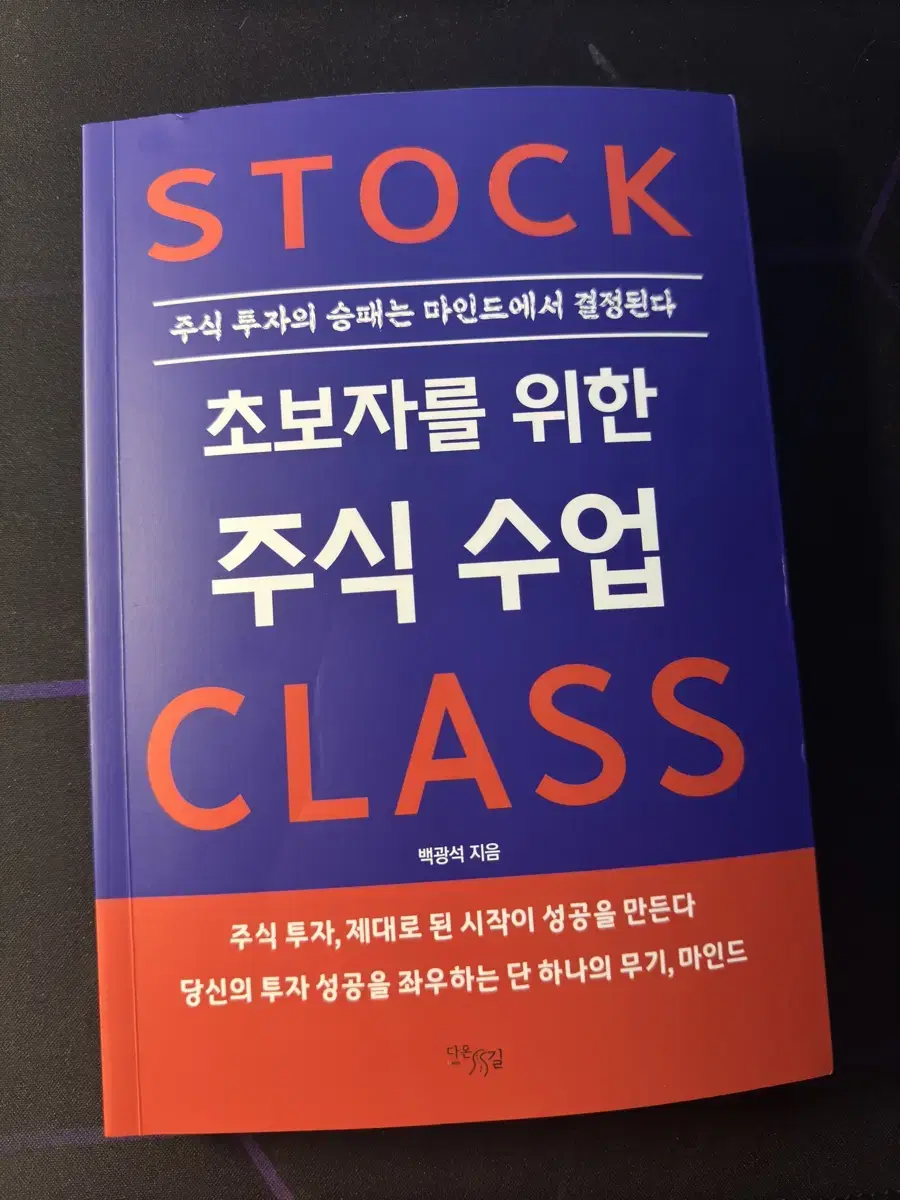 STOCK
주식 투자의 승패는 마인드에서 결정된다
초보자를 위한
주식 수업
CLASS
백광석 지음
주식 투자, 제대로 된 시작이 성공을 만든다
당신의 투자 성공을 좌우하는 단 하나의 무기, 마인드
다온길